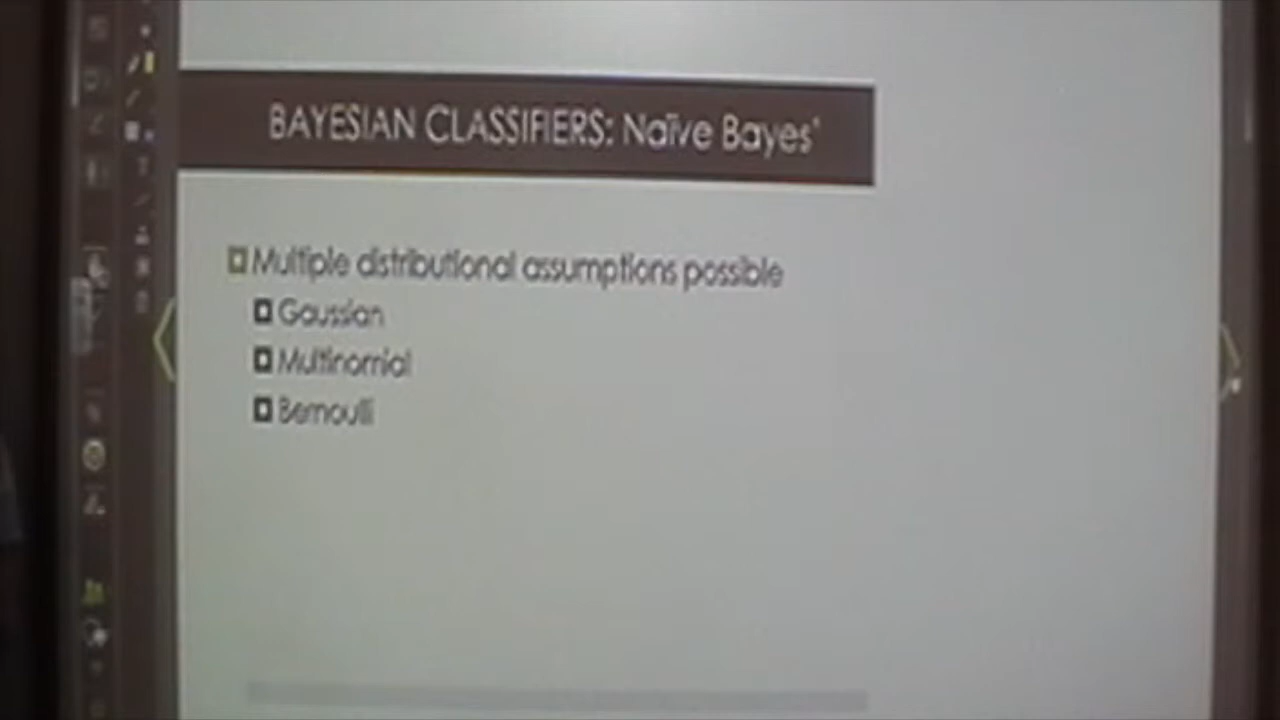 BAYESIAN CLASSIFIERS: Naïve Bayes'
Multiple distributional assumptions possible
Gaussian
Multinomial
Bernoulli